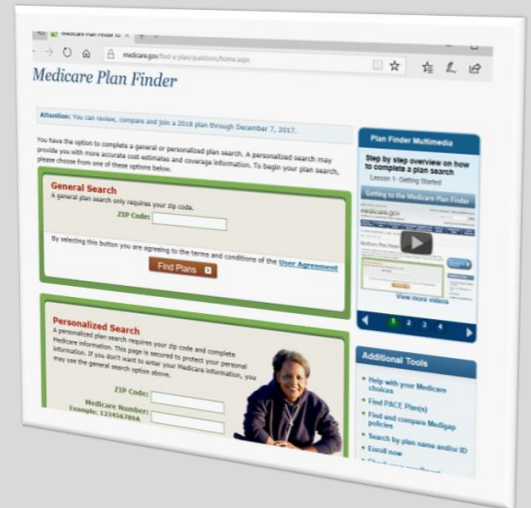 Medicare Plan Finder
medicare.gov/find-a-plan/questions/home.aspx
Medicare Plan Finder
Attention: You can review, compare and join a 2018 plan through December 7, 2017.
You have the option to complete a general or personalized plan search. A personalized search may
provide you with more accurate cost estimates and coverage information. To begin your plan search,
please choose from one of these options below.
General Search
A general plan search only requires your zip code.
ZIP Code:
By selecting this button you are agreeing to the terms and conditions of the User Agreement
Find Plans
Personalized Search
A personalized plan search requires your zip code and complete
Medicare information. This page is secured to protect your personal
information. If you don't want to enter your Medicare Information, you
may use the general search option above.
ZIP Code:
Medicare Number:
Example: 123456789A
Plan Finder Multimedia
Step by step overview on how
to complete a plan search
Lesson 1- Getting Started
Getting to the Medicare Plan Finder
medicare.gov
View more videos
1 2 3 4
Additional Tools
Help with your Medicare
choices
Find PACE Plan(s)
Find and compare Medigap
policies
Search by plan name and/or ID
Enroll now